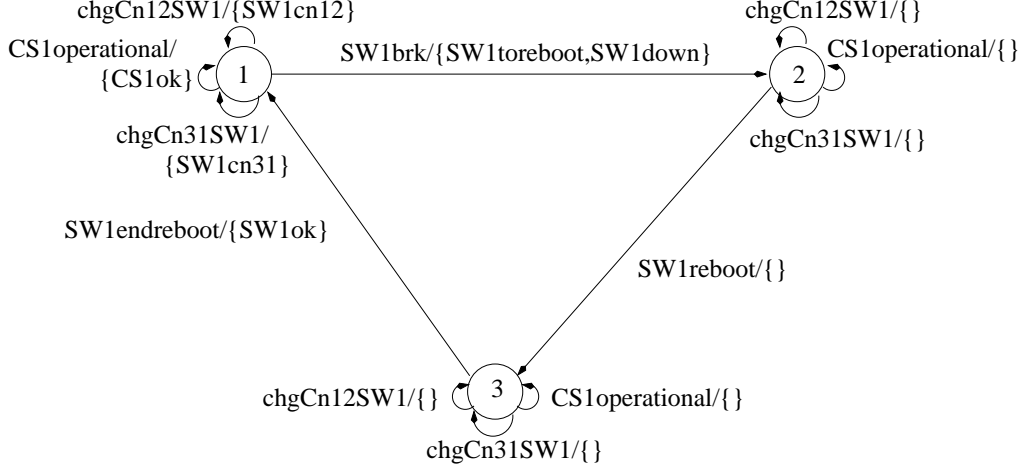 chgCn12SW1/{SW1cn12}
chgCn12SW1/{}
CS1operational/
{CS1ok}
1
SW1brk/{SW1toreboot,SW1down}
2
CS1operational/{}
chgCn31SW1/
{SW1cn31}
chgCn31SW1/{}
SW1endreboot/{SW1ok}
SW1reboot/{}
chgCn12SW1/{}
3
CS1operational/{}
chgCn31SW1/{}